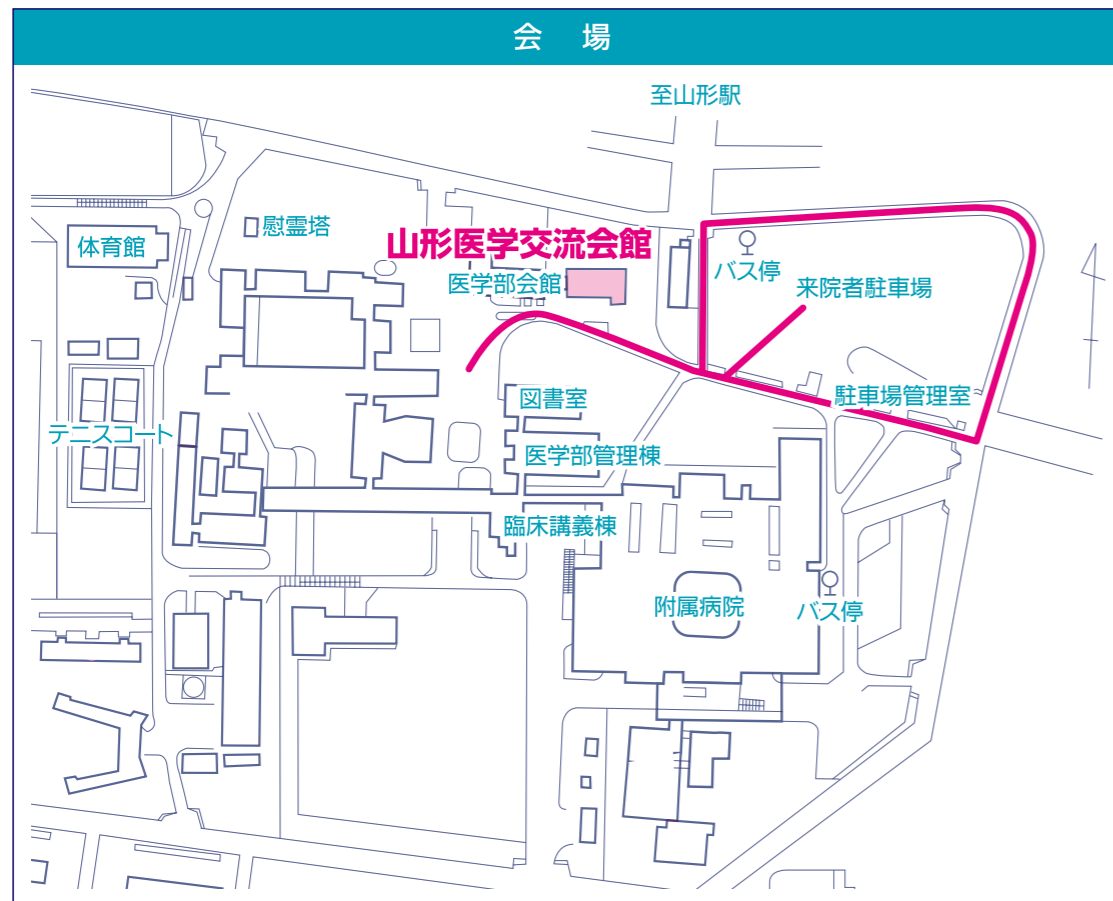 会 場
至山形駅
慰霊塔
体育館
山形医学交流会館
医学部会館
バス停
来院者駐車場
図書室
駐車場管理室
テニスコート
医学部管理棟
臨床講義棟
附属病院
バス停